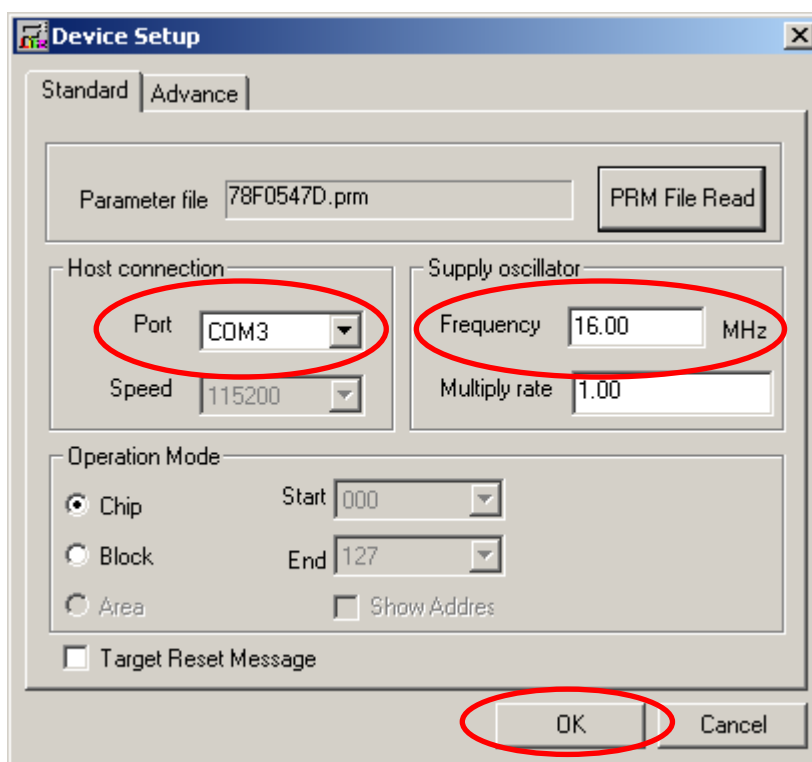 Device Setup
Standard Advance
Parameter file 78F0547D.prm PRM File Read
Host connection
Port COM3
Speed 115200
Supply oscillator
Frequency 16.00 MHz
Multiply rate 1.00
Operation Mode
Chip Start 000
Block End 127
Area Show Addres
Target Reset Message
OK Cancel